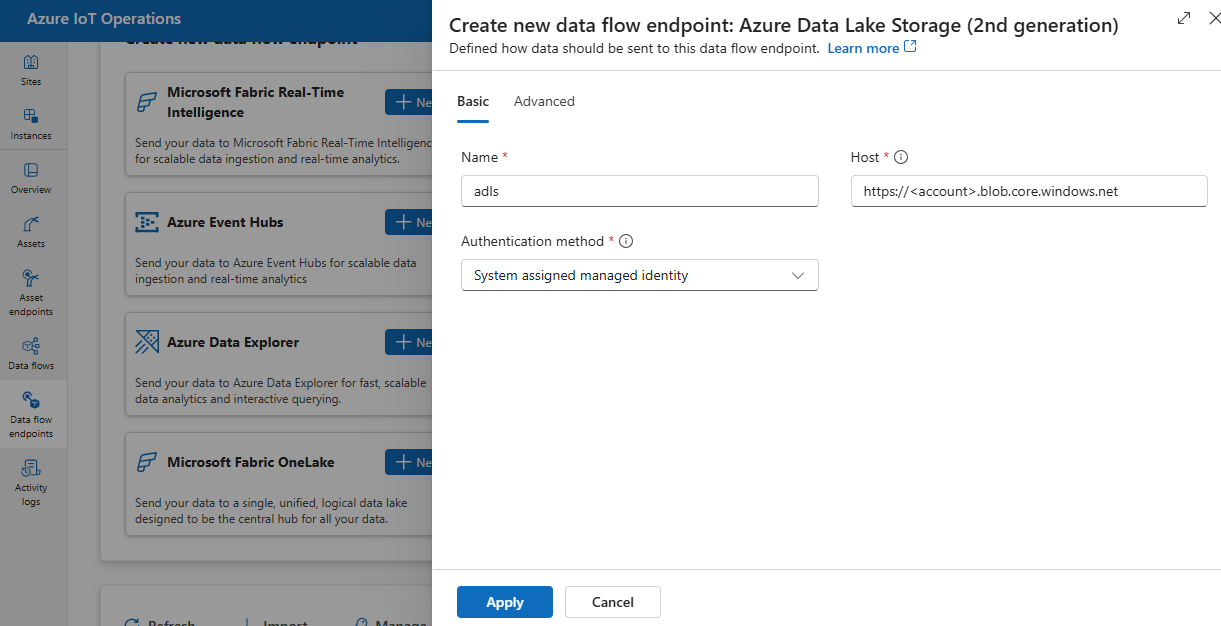 Azure IoT Operations
Sites
Instances
Overview
Assets
Asset
endpoints
Data flows
Data flow
endpoints
Activity
logs
Create new data flow endpoint
Microsoft Fabric Real-Time
Intelligence
Ne
Send your data to Microsoft Fabric Real-Time Intelligenc
for scalable data ingestion and real-time analytics.
Azure Event Hubs
Ne
Send your data to Azure Event Hubs for scalable data
ingestion and real-time analytics
Azure Data Explorer
Ne
Send your data to Azure Data Explorer for fast, scalable
data analytics and interactive querying.
Microsoft Fabric OneLake
Ne
Send your data to a single, unified, logical data lake
designed to be the central hub for all your data.
Refresh
Import
Manage
Create new data flow endpoint: Azure Data Lake Storage (2nd generation)
Defined how data should be sent to this data flow endpoint. Learn more
Basic
Advanced
Name *
adls
Host *
https://<account>.blob.core.windows.net
Authentication method *
System assigned managed identity
Apply
Cancel